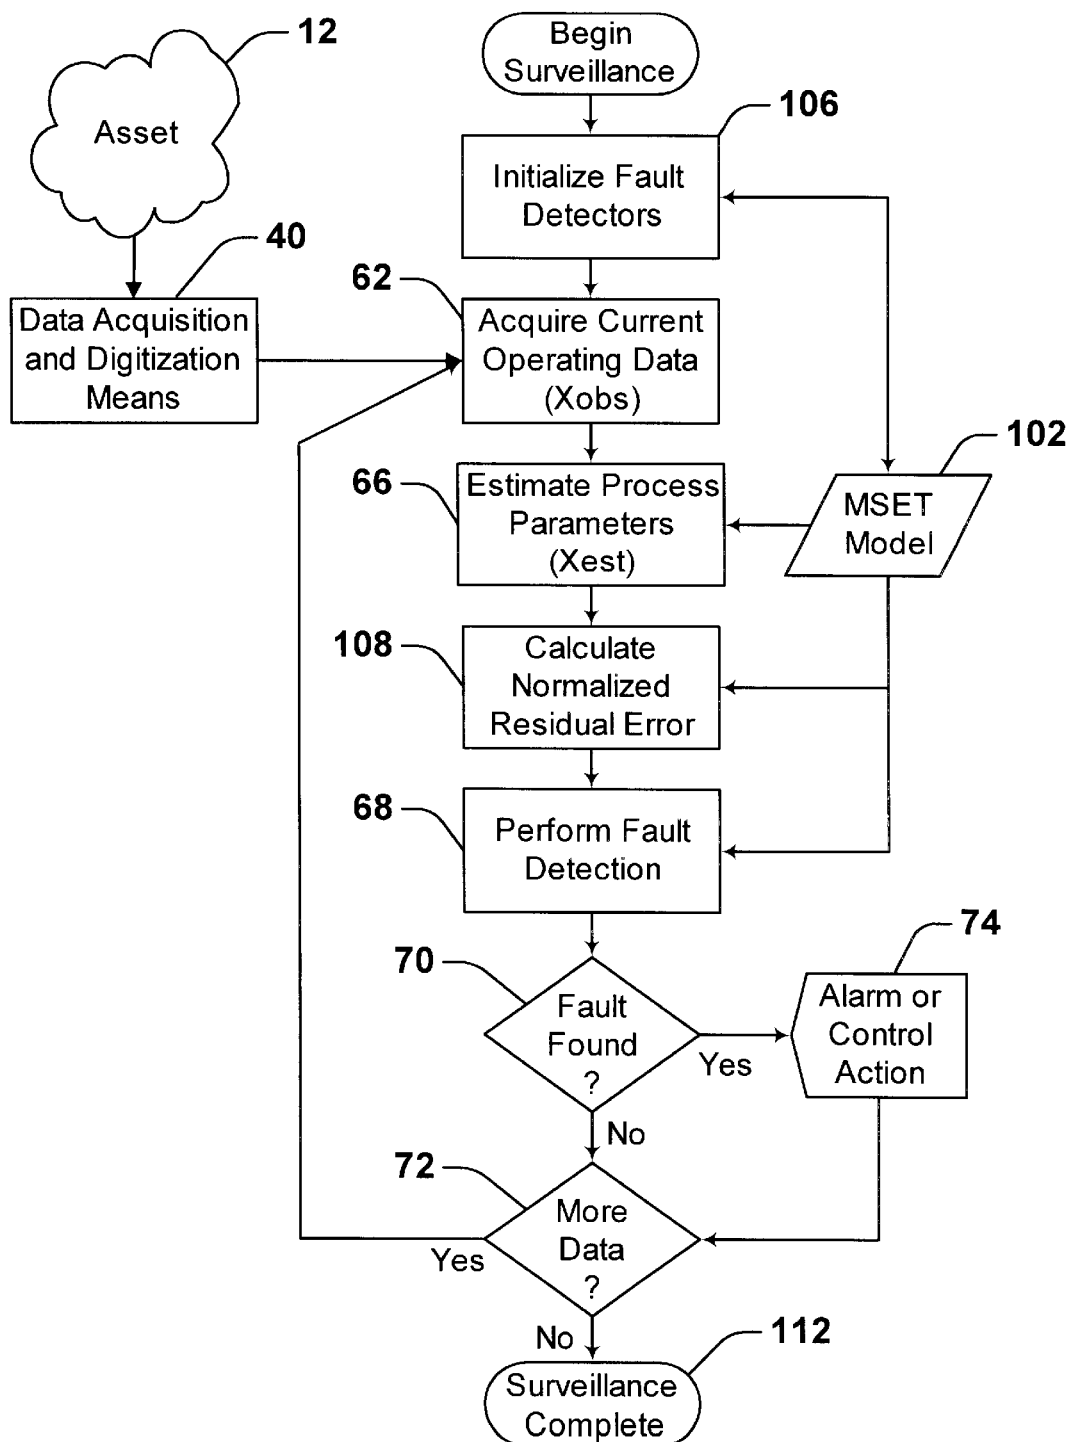 12
Begin
Surveillance
Asset
106
Initialize Fault
Detectors
40
Data Acquisition
and Digitization
Means
62
Acquire Current
Operating Data
(Xobs)
102
MSET
Model
66
Estimate Process
Parameters
(Xest)
108
Calculate
Normalized
Residual Error
68
Perform Fault
Detection
70
Fault
Found
?
Yes
74
Alarm or
Control
Action
No
72
More
Data
?
Yes
No
112
Surveillance
Complete